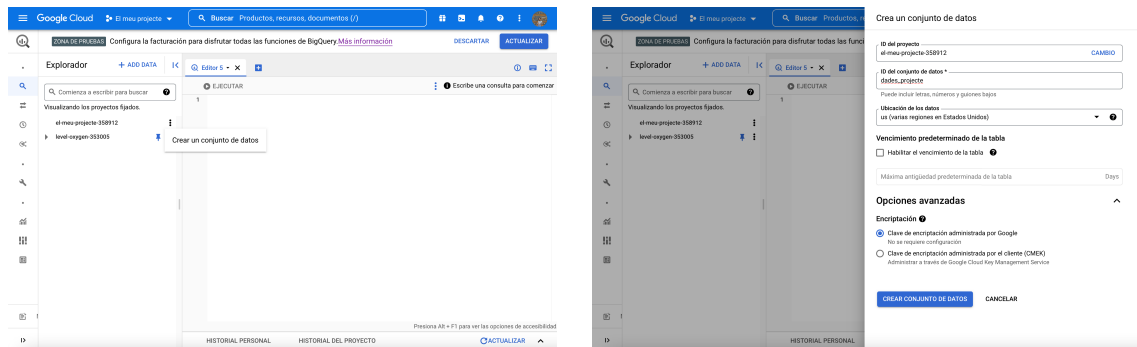 Google Cloud
El meu projecte
Buscar Productos, recursos, documentos (/)
ZONA DE PRUEBAS Configura la facturación para disfrutar todas las funciones de BigQuery. Más información
DESCARTAR
ACTUALIZAR
Explorador
+ ADD DATA
Editor 5
EJECUTAR
Escribe una consulta para comenzar
Comienza a escribir para buscar
1
Visualizando los proyectos fijados.
el-meu-projecte-358912
level-oxygen-353005
Crear un conjunto de datos
Presiona Alt + F1 para ver las opciones de accesibilidad
HISTORIAL PERSONAL
HISTORIAL DEL PROYECTO
ACTUALIZAR
Google Cloud
El meu projecte
Buscar Productos, recursos, docum
ZONA DE PRUEBAS Configura la facturación para disfrutar todas las funci
Explorador
+ ADD DATA
Editor 5
EJECUTAR
Comienza a escribir para buscar
1
Visualizando los proyectos fijados.
el-meu-projecte-358912
level-oxygen-353005
HISTORIAL PERSONAL
Crea un conjunto de datos
ID del proyecto
el-meu-projecte-358912
CAMBIO
ID del conjunto de datos *
dades_projecte
Puede incluir letras, números y guiones bajos
Ubicación de los datos
us (varias regiones en Estados Unidos)
Vencimiento predeterminado de la tabla
Habilitar el vencimiento de la tabla
Máxima antigüedad predeterminada de la tabla
Days
Opciones avanzadas
Encriptación
Clave de encriptación administrada por Google
No se requiere configuración
Clave de encriptación administrada por el cliente (CMEK)
Administrar a través de Google Cloud Key Management Service
CREAR CONJUNTO DE DATOS
CANCELAR